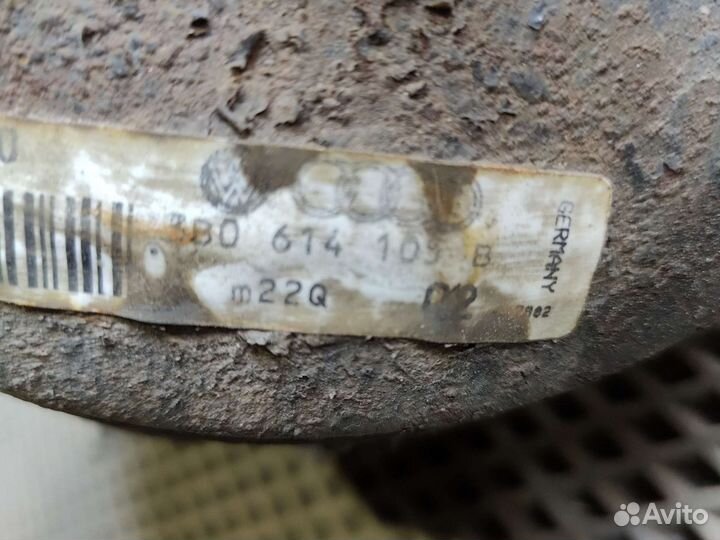 3B0 614 105 B
m22Q
GERMANY
Avito